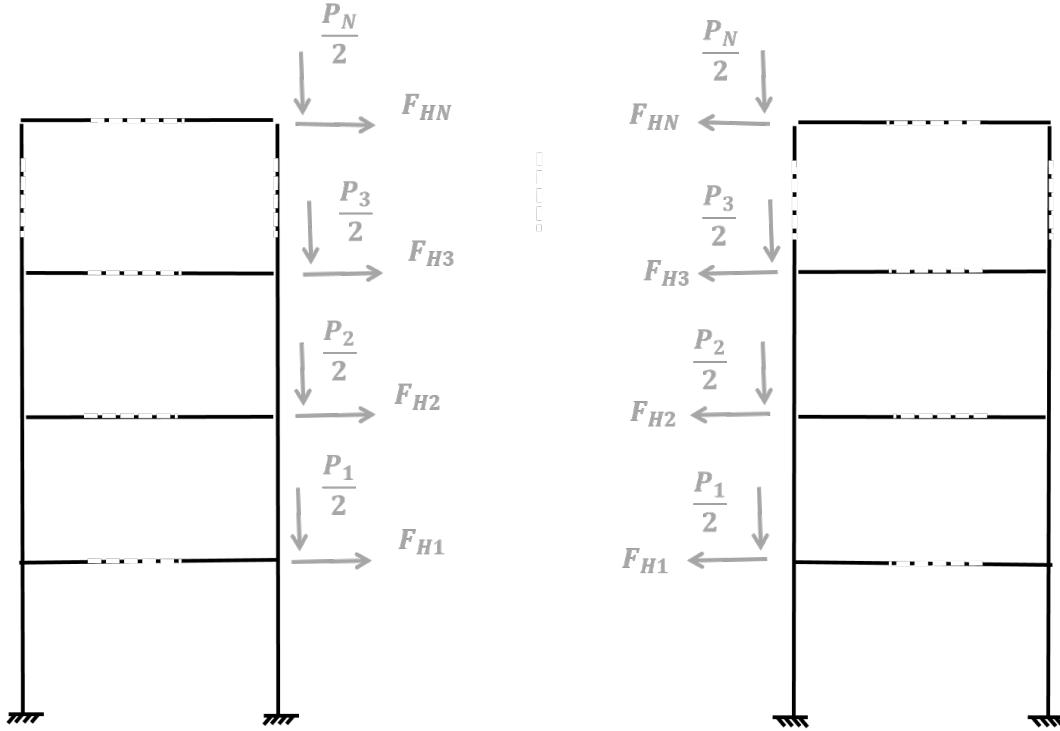 P_N/2 P_N/2
F_HN F_HN
P_3/2 P_3/2
F_H3 F_H3
P_2/2 P_2/2
F_H2 F_H2
P_1/2 P_1/2
F_H1 F_H1